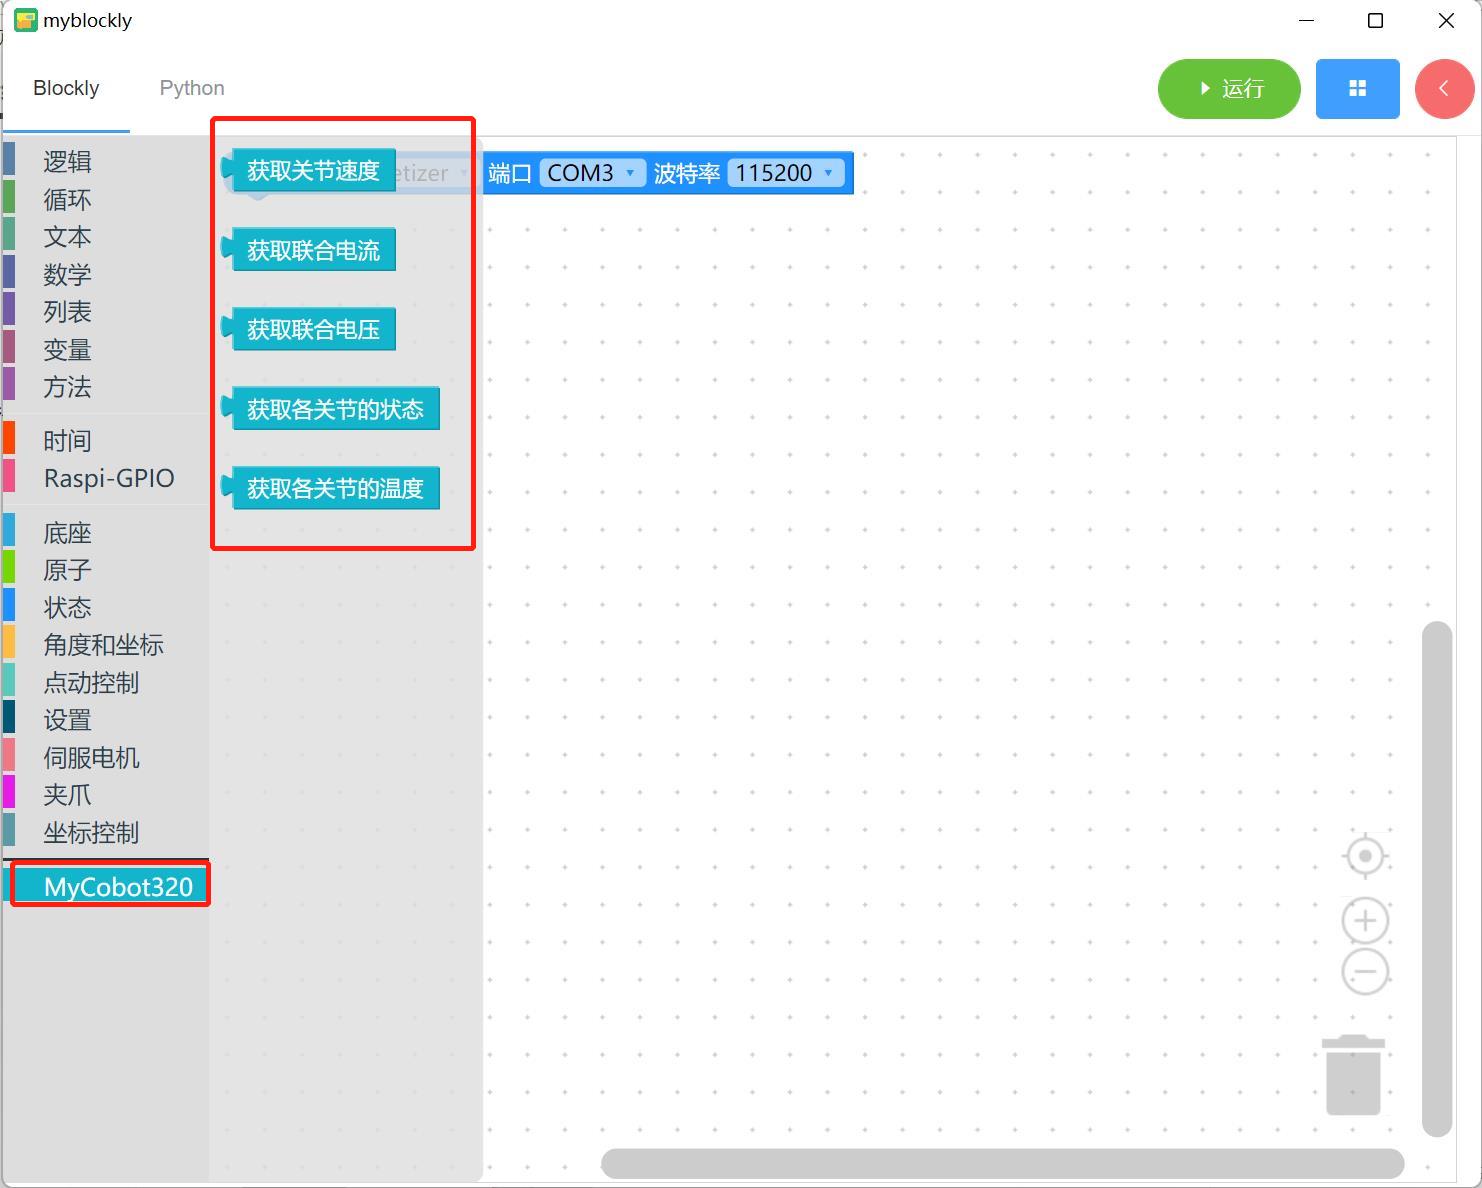 myblockly
Blockly
Python
运行
逻辑
循环
文本
数学
列表
变量
方法
时间
Raspi-GPIO
底座
原子
状态
角度和坐标
点动控制
设置
伺服电机
夹爪
坐标控制
MyCobot320
获取关节速度
获取联合电流
获取联合电压
获取各关节的状态
获取各关节的温度
etizer 端口 COM3 波特率 115200